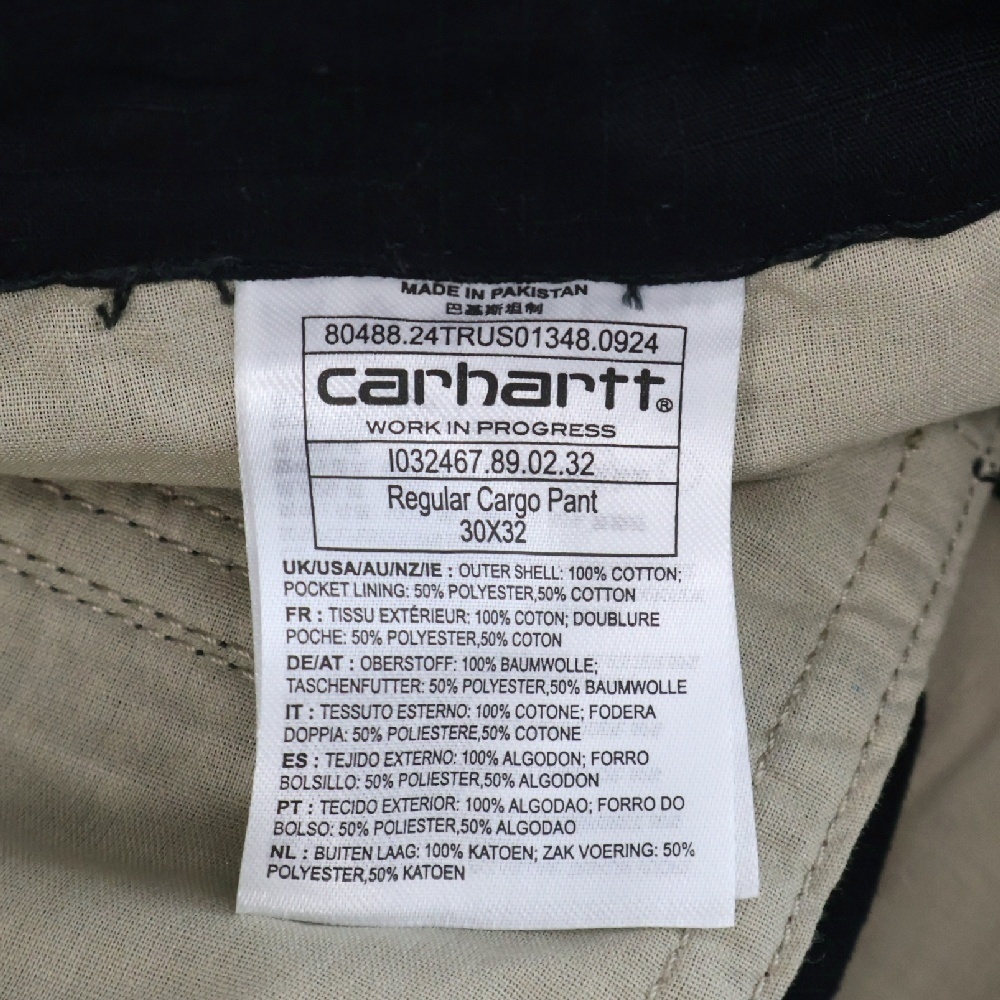 MADE IN PAKISTAN
巴基斯坦制
80488.24TRUS01348.0924
carhartt®
WORK IN PROGRESS
I032467.89.02.32
Regular Cargo Pant
30X32
UK/USA/AU/NZ/IE : OUTER SHELL: 100% COTTON;
POCKET LINING: 50% POLYESTER,50% COTTON
FR : TISSU EXTÉRIEUR: 100% COTON; DOUBLURE
POCHE: 50% POLYESTER,50% COTON
DE/AT : OBERSTOFF: 100% BAUMWOLLE;
TASCHENFUTTER: 50% POLYESTER,50% BAUMWOLLE
IT : TESSUTO ESTERNO: 100% COTONE; FODERA
DOPPIA: 50% POLIESTERE,50% COTONE
ES : TEJIDO EXTERNO: 100% ALGODON; FORRO
BOLSILLO: 50% POLIESTER,50% ALGODON
PT : TECIDO EXTERIOR: 100% ALGODAO; FORRO DO
BOLSO: 50% POLIESTER,50% ALGODAO
NL : BUITEN LAAG: 100% KATOEN; ZAK VOERING: 50%
POLYESTER,50% KATOEN